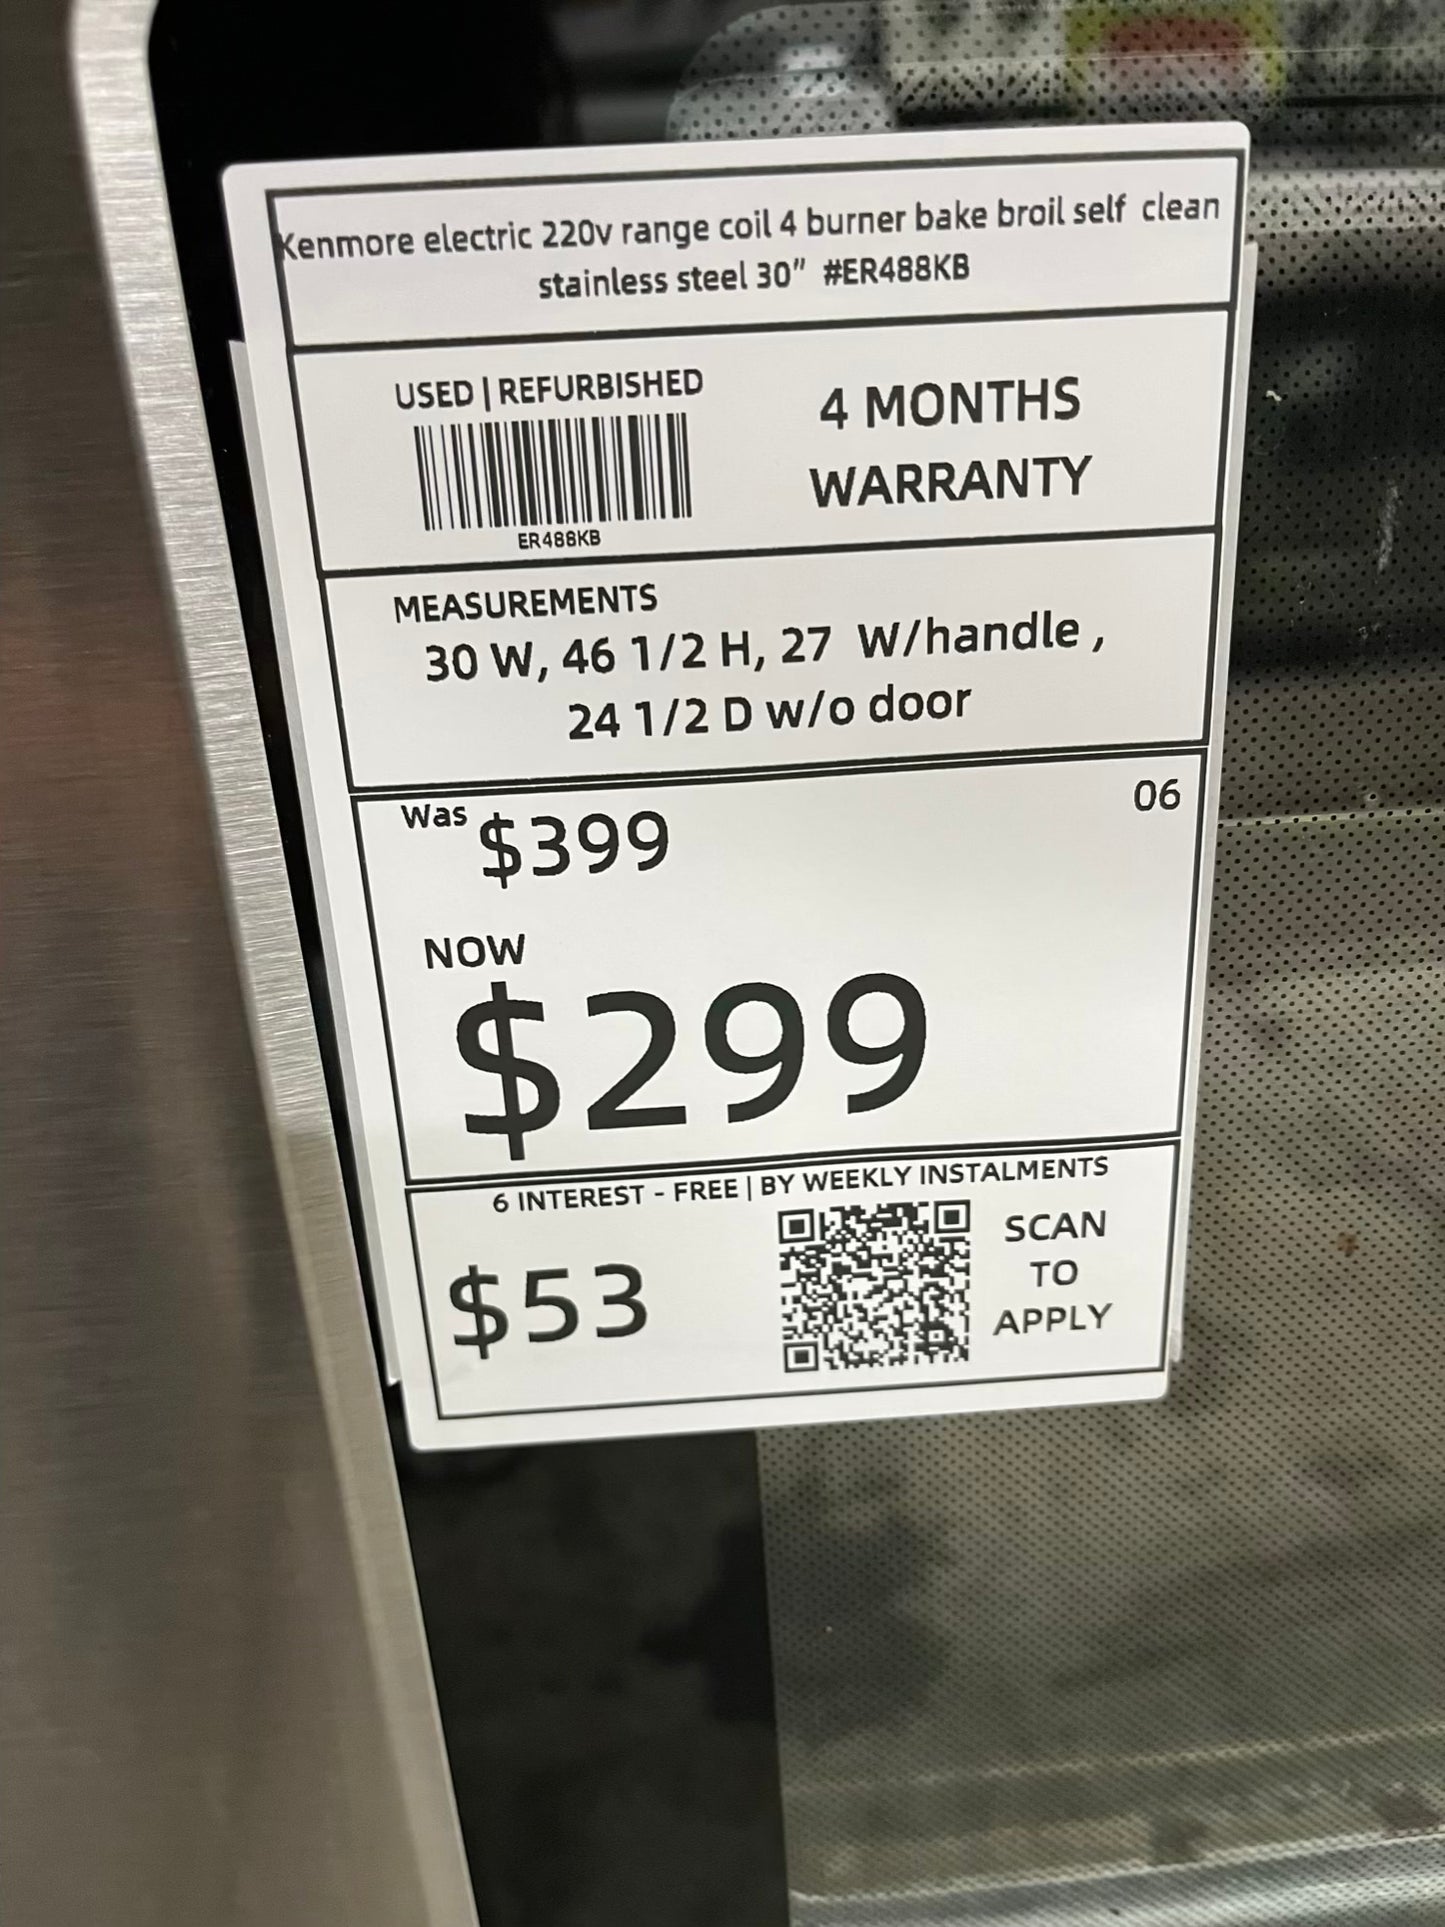 Kenmore electric 220v range coil 4 burner bake broil self clean
stainless steel 30” #ER488KB
USED | REFURBISHED
ER488KB
4 MONTHS
WARRANTY
MEASUREMENTS
30 W, 46 1/2 H, 27 W/handle ,
24 1/2 D w/o door
06
Was $399
NOW
$299
6 INTEREST - FREE | BY WEEKLY INSTALMENTS
$53
SCAN
TO
APPLY